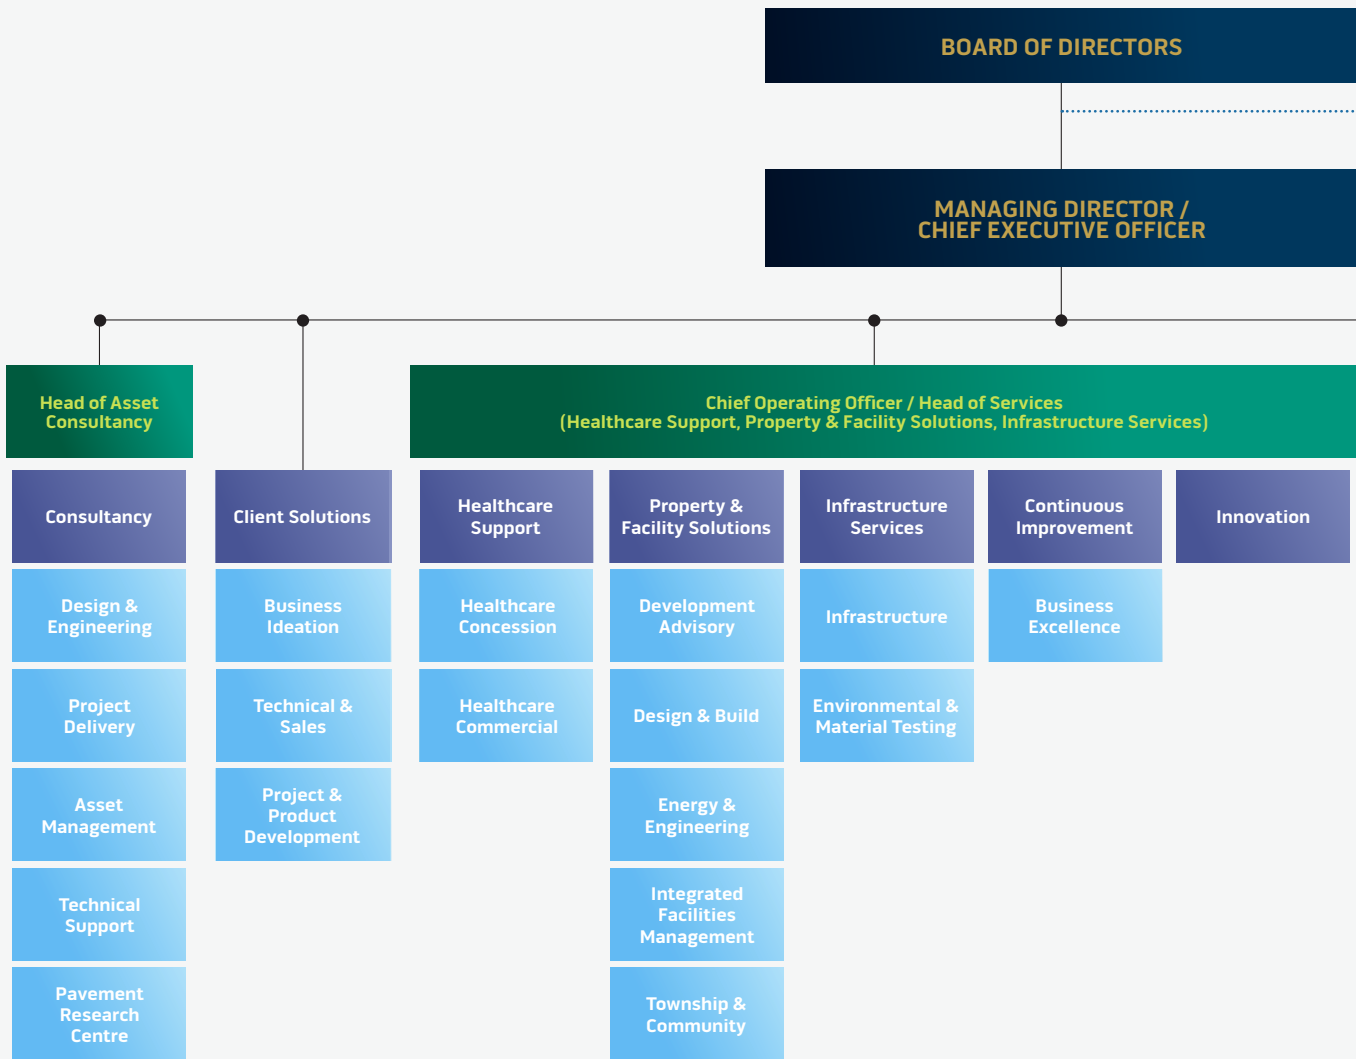 BOARD OF DIRECTORS
MANAGING DIRECTOR /
CHIEF EXECUTIVE OFFICER
Head of Asset
Consultancy
Chief Operating Officer / Head of Services
(Healthcare Support, Property & Facility Solutions, Infrastructure Services)
Consultancy
Design &
Engineering
Project
Delivery
Asset
Management
Technical
Support
Pavement
Research
Centre
Client Solutions
Business
Ideation
Technical &
Sales
Project &
Product
Development
Healthcare
Support
Healthcare
Concession
Healthcare
Commercial
Property &
Facility Solutions
Development
Advisory
Design & Build
Energy &
Engineering
Integrated
Facilities
Management
Township &
Community
Infrastructure
Services
Infrastructure
Environmental &
Material Testing
Continuous
Improvement
Business
Excellence
Innovation